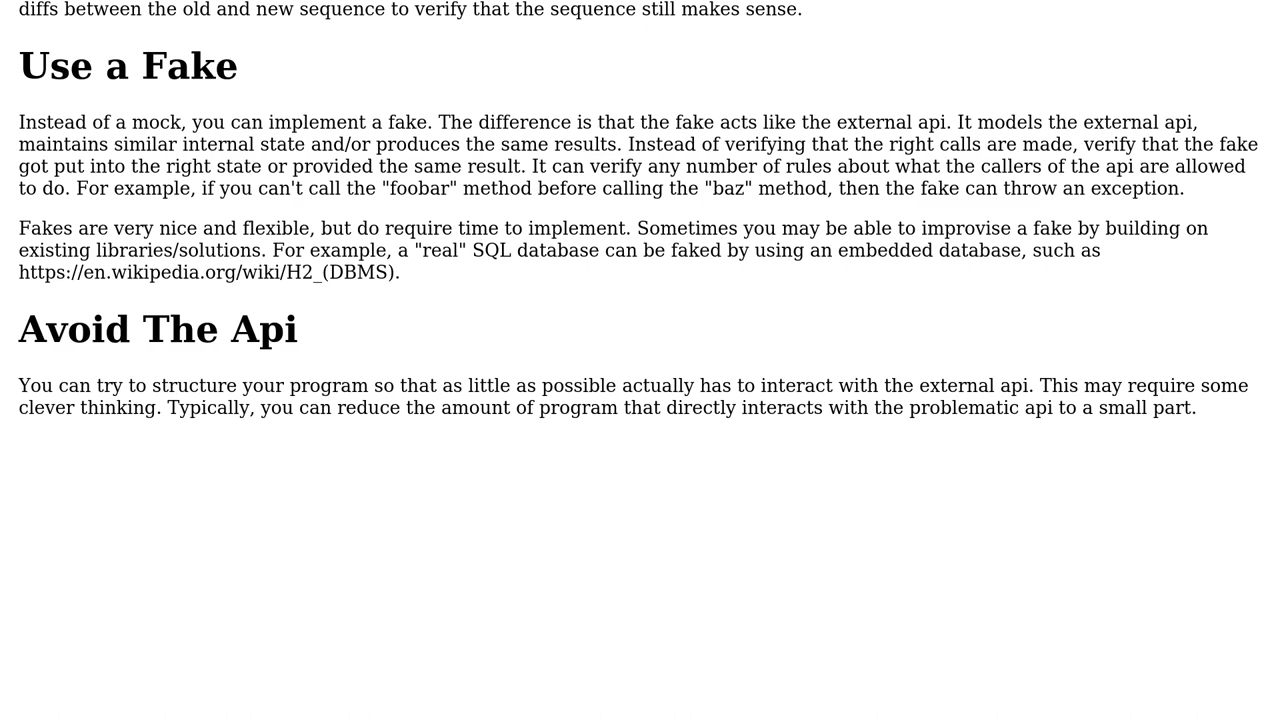 diffs between the old and new sequence to verify that the sequence still makes sense.
Use a Fake
Instead of a mock, you can implement a fake. The difference is that the fake acts like the external api. It models the external api,
maintains similar internal state and/or produces the same results. Instead of verifying that the right calls are made, verify that the fake
got put into the right state or provided the same result. It can verify any number of rules about what the callers of the api are allowed
to do. For example, if you can't call the "foobar" method before calling the "baz" method, then the fake can throw an exception.
Fakes are very nice and flexible, but do require time to implement. Sometimes you may be able to improvise a fake by building on
existing libraries/solutions. For example, a "real" SQL database can be faked by using an embedded database, such as
https://en.wikipedia.org/wiki/H2_(DBMS).
Avoid The Api
You can try to structure your program so that as little as possible actually has to interact with the external api. This may require some
clever thinking. Typically, you can reduce the amount of program that directly interacts with the problematic api to a small part.